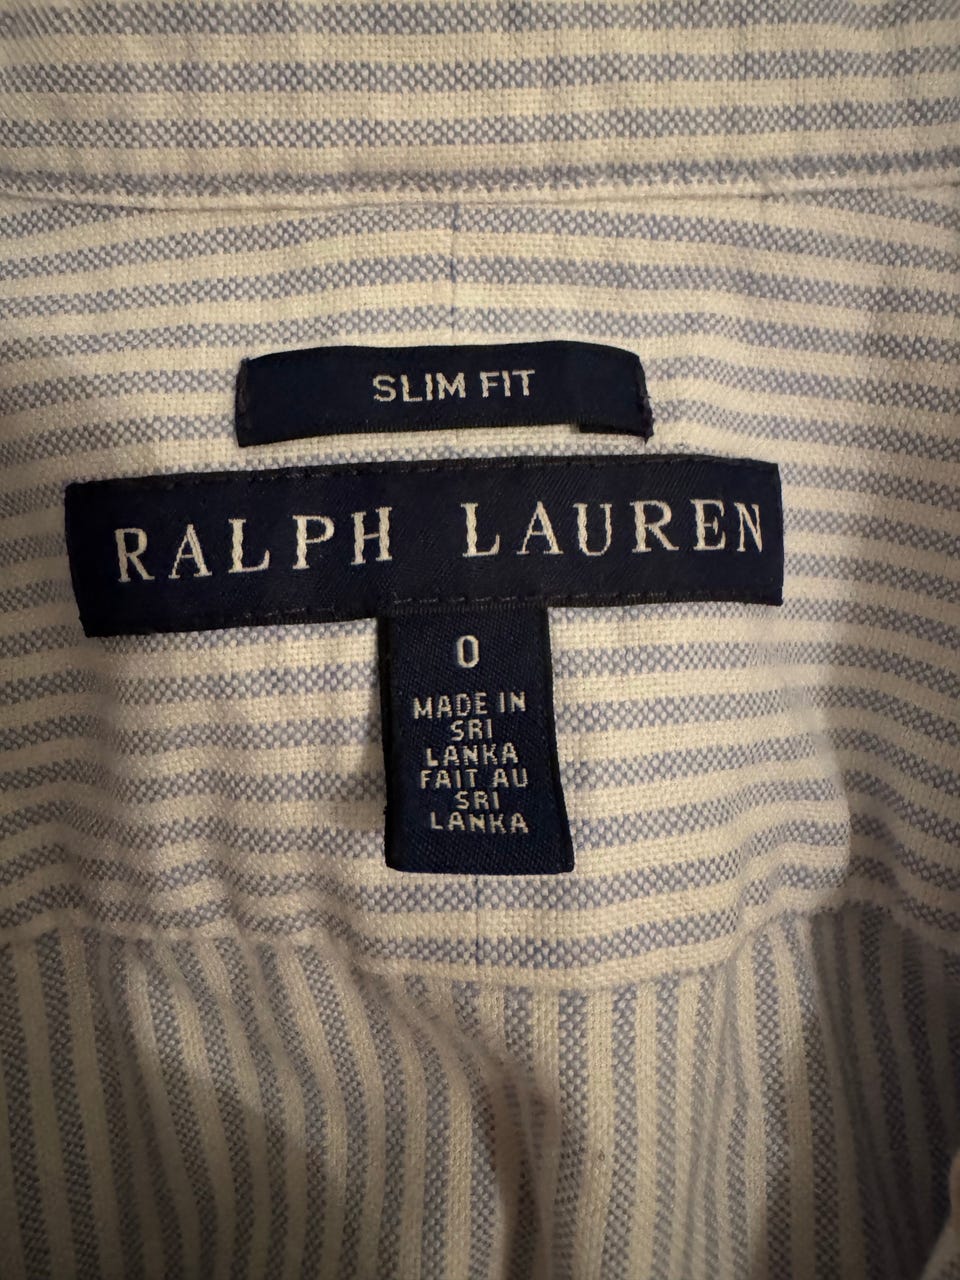 SLIM FIT
RALPH LAUREN
0
MADE IN
SRI
LANKA
FAIT AU
SRI
LANKA